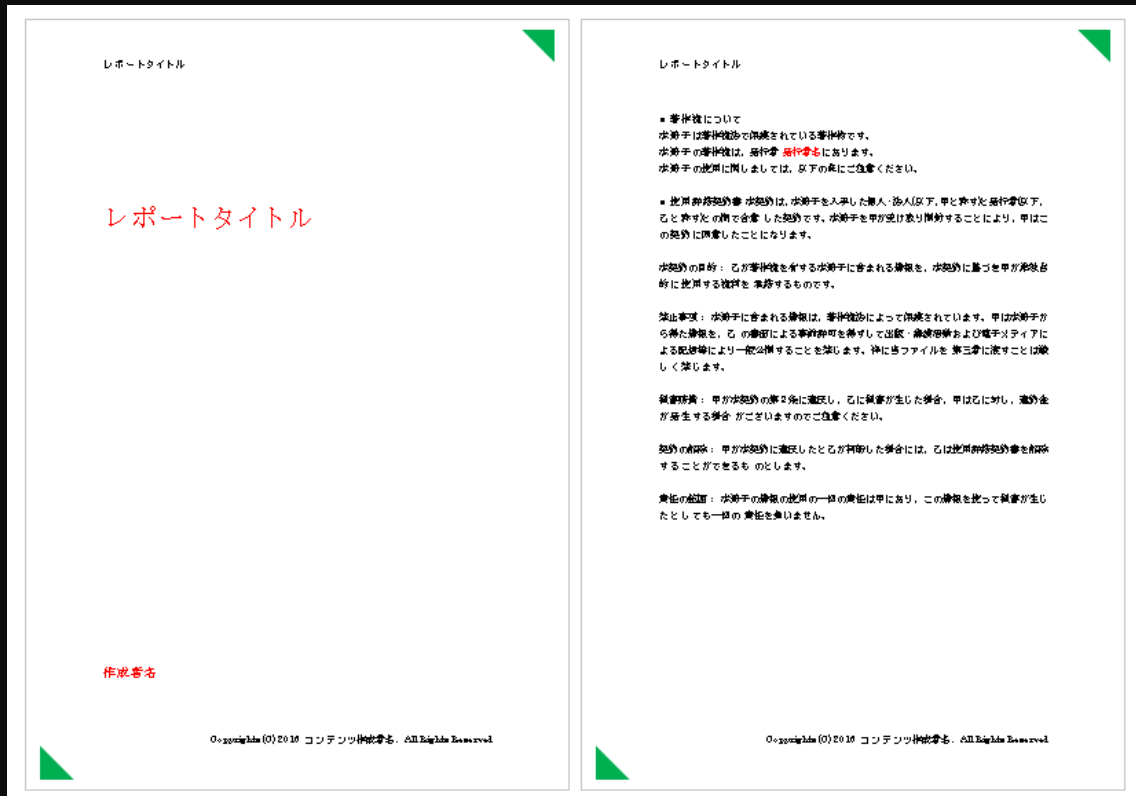 レポートタイトル
レポートタイトル
作成者名
Copyrights (C) 2016 コンテンツ作成者名. All Rights Reserved
レポートタイトル
■ 著作権について
本冊子は著作権法で保護されている著作物です。
本冊子の著作権は、発行者 発行者名にあります。
本冊子の使用に関しましては、以下の点にご注意ください。
■ 使用許諾契約書 本契約は、本冊子を入手した個人・法人(以下、甲と称す)と発行者(以下、
乙と称す)との間で合意 した契約です。本冊子を甲が受け取り開封することにより、甲はこ
の契約に同意したことになります。
本契約の目的： 乙が著作権を有する本冊子に含まれる情報を、本契約に基づき甲が非独占
的に使用する権利を 承諾するものです。
禁止事項： 本冊子に含まれる情報は、著作権法によって保護されています。甲は本冊子か
ら得た情報を、乙 の書面による事前許可を得ずして出版・講演活動および電子メディアに
よる配信等により一般公開することを禁じます。特に当ファイルを 第三者に渡すことは厳
しく禁じます。
損害賠償： 甲が本契約の第２条に違反し、乙に損害が生じた場合、甲は乙に対し、違約金
が発生する場合 がございますのでご注意ください。
契約の解除： 甲が本契約に違反したと乙が判断した場合には、乙は使用許諾契約書を解除
することができるも のとします。
責任の範囲： 本冊子の情報の使用の一切の責任は甲にあり、この情報を使って損害が生じ
たとしても一切の 責任を負いません。
Copyrights (C) 2016 コンテンツ作成者名. All Rights Reserved